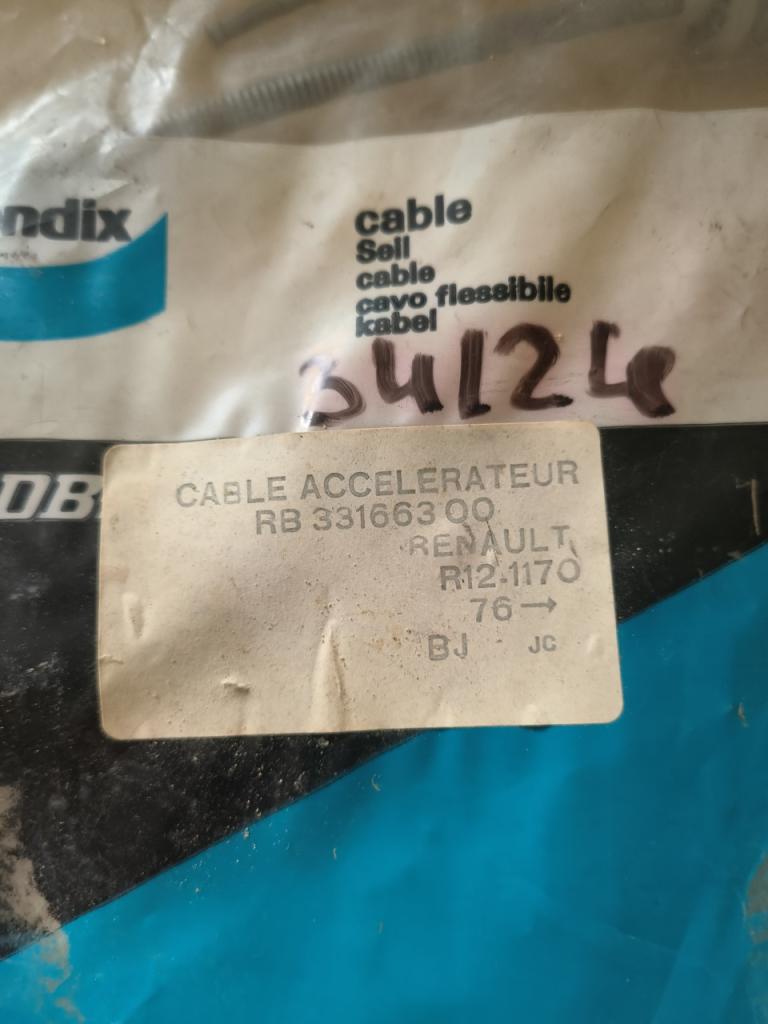 ndix
cable
Seil
cable
cavo flessibile
kabel
34124
DB
CABLE ACCELERATEUR
RB 331663 00
RENAULT
R12.1170
76→
BJ JC